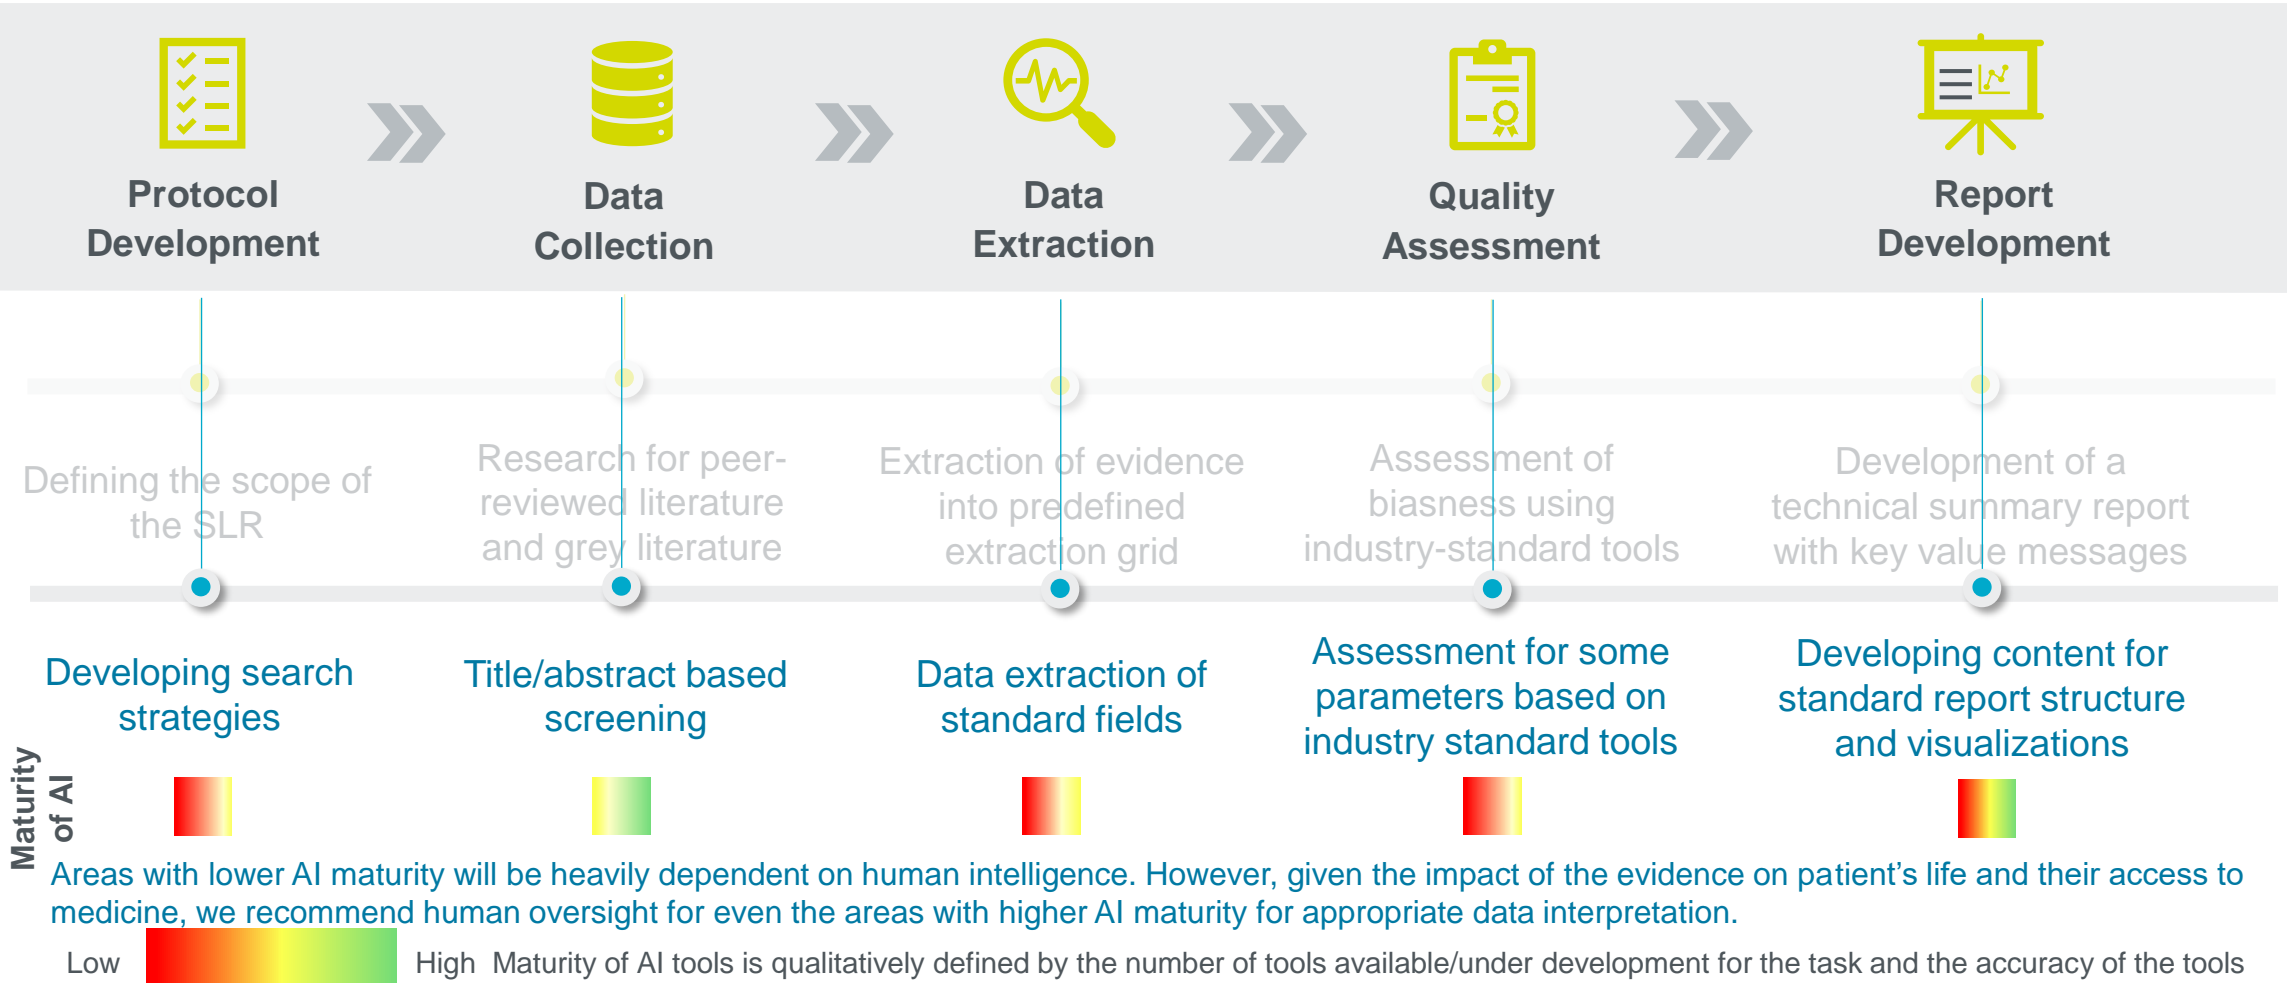 Protocol
Development
Data
Collection
Data
Extraction
Quality
Assessment
Report
Development
Defining the scope of
the SLR
Research for peer-
reviewed literature
and grey literature
Extraction of evidence
into predefined
extraction grid
Assessment of
biasness using
industry-standard tools
Development of a
technical summary report
with key value messages
Developing search
strategies
Title/abstract based
screening
Data extraction of
standard fields
Assessment for some
parameters based on
industry standard tools
Developing content for
standard report structure
and visualizations
Maturity
of AI
Areas with lower AI maturity will be heavily dependent on human intelligence. However, given the impact of the evidence on patient’s life and their access to
medicine, we recommend human oversight for even the areas with higher AI maturity for appropriate data interpretation.
Low High Maturity of AI tools is qualitatively defined by the number of tools available/under development for the task and the accuracy of the tools